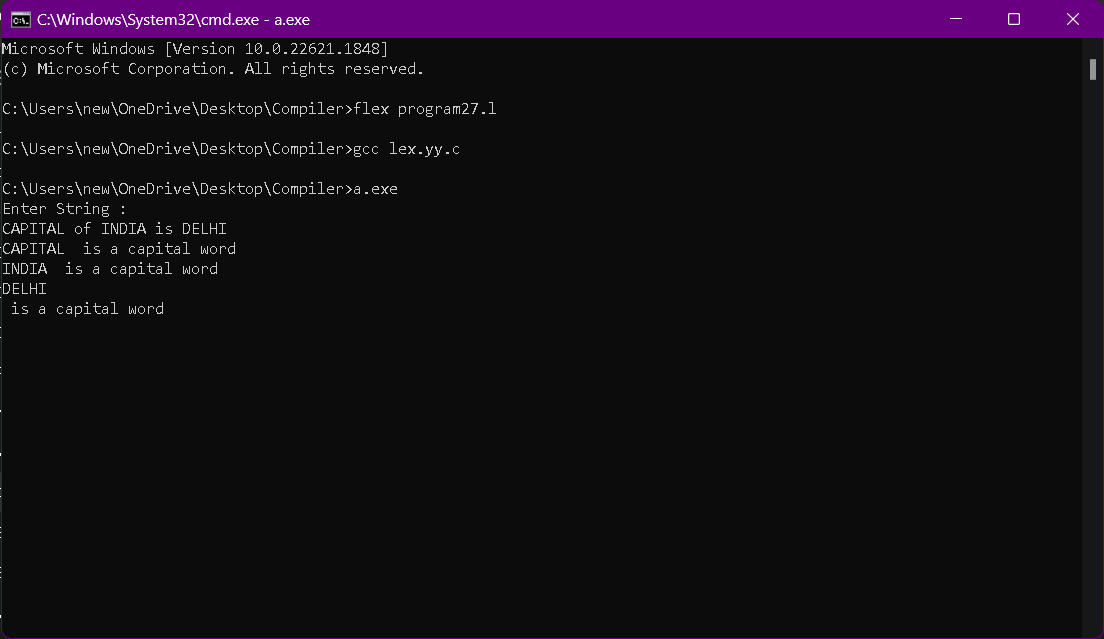 C:\Windows\System32\cmd.exe - a.exe
Microsoft Windows [Version 10.0.22621.1848]
(c) Microsoft Corporation. All rights reserved.
C:\Users\new\OneDrive\Desktop\Compiler>flex program27.l
C:\Users\new\OneDrive\Desktop\Compiler>gcc lex.yy.c
C:\Users\new\OneDrive\Desktop\Compiler>a.exe
Enter String :
CAPITAL of INDIA is DELHI
CAPITAL  is a capital word
INDIA  is a capital word
DELHI
 is a capital word